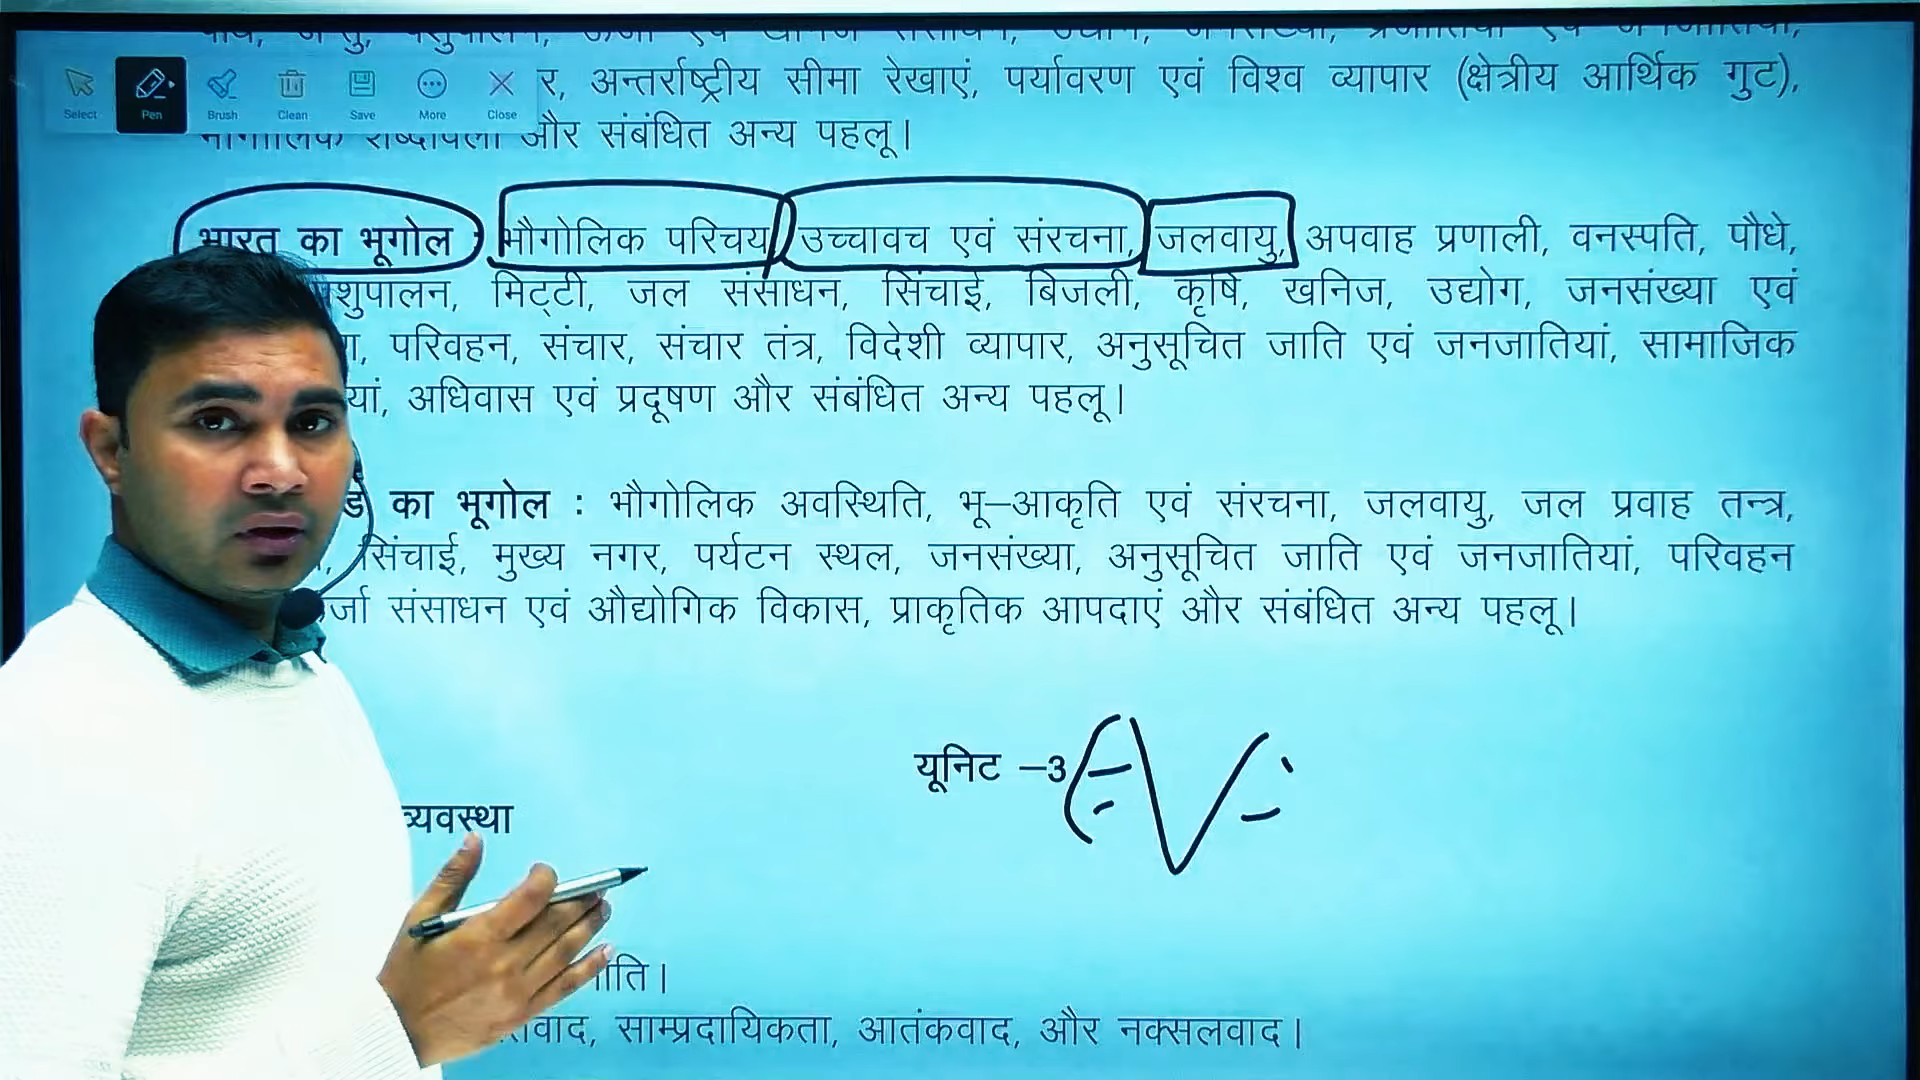 र, अन्तर्राष्ट्रीय सीमा रेखाएं, पर्यावरण एवं विश्व व्यापार (क्षेत्रीय आर्थिक गुट),
Select Pen Brush Clean Save More Close
और संबंधित अन्य पहलू।
भारत का भूगोल : भौगोलिक परिचय, उच्चावच एवं संरचना, जलवायु, अपवाह प्रणाली, वनस्पति, पौधे,
पशुपालन, मिट्टी, जल संसाधन, सिंचाई, बिजली, कृषि, खनिज, उद्योग, जनसंख्या एवं
परिवहन, संचार, संचार तंत्र, विदेशी व्यापार, अनुसूचित जाति एवं जनजातियां, सामाजिक
यां, अधिवास एवं प्रदूषण और संबंधित अन्य पहलू।
ड का भूगोल : भौगोलिक अवस्थिति, भू–आकृति एवं संरचना, जलवायु, जल प्रवाह तन्त्र,
सिंचाई, मुख्य नगर, पर्यटन स्थल, जनसंख्या, अनुसूचित जाति एवं जनजातियां, परिवहन
र्जा संसाधन एवं औद्योगिक विकास, प्राकृतिक आपदाएं और संबंधित अन्य पहलू।
यूनिट –3
व्यवस्था
ति।
वाद, साम्प्रदायिकता, आतंकवाद, और नक्सलवाद।